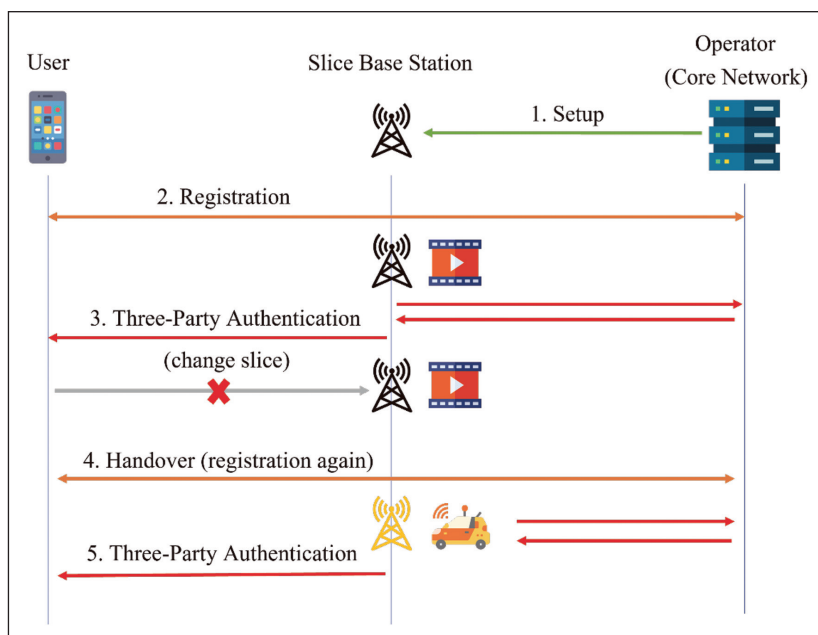 User
Slice Base Station
Operator
(Core Network)
1. Setup
2. Registration
3. Three-Party Authentication
(change slice)
4. Handover (registration again)
5. Three-Party Authentication